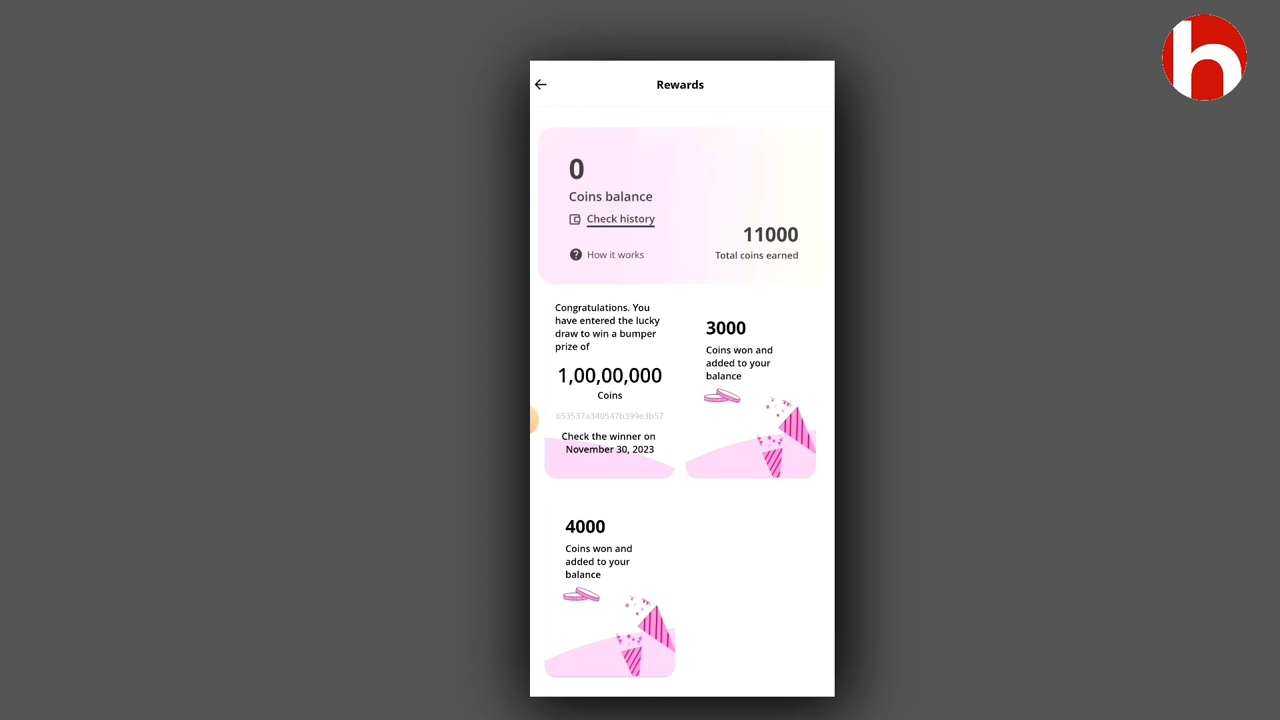 Rewards
0
Coins balance
Check history
? How it works
11000
Total coins earned
Congratulations. You
have entered the lucky
draw to win a bumper
prize of
1,00,00,000
Coins
653537a340547b399e3b57
Check the winner on
November 30, 2023
3000
Coins won and
added to your
balance
4000
Coins won and
added to your
balance
h